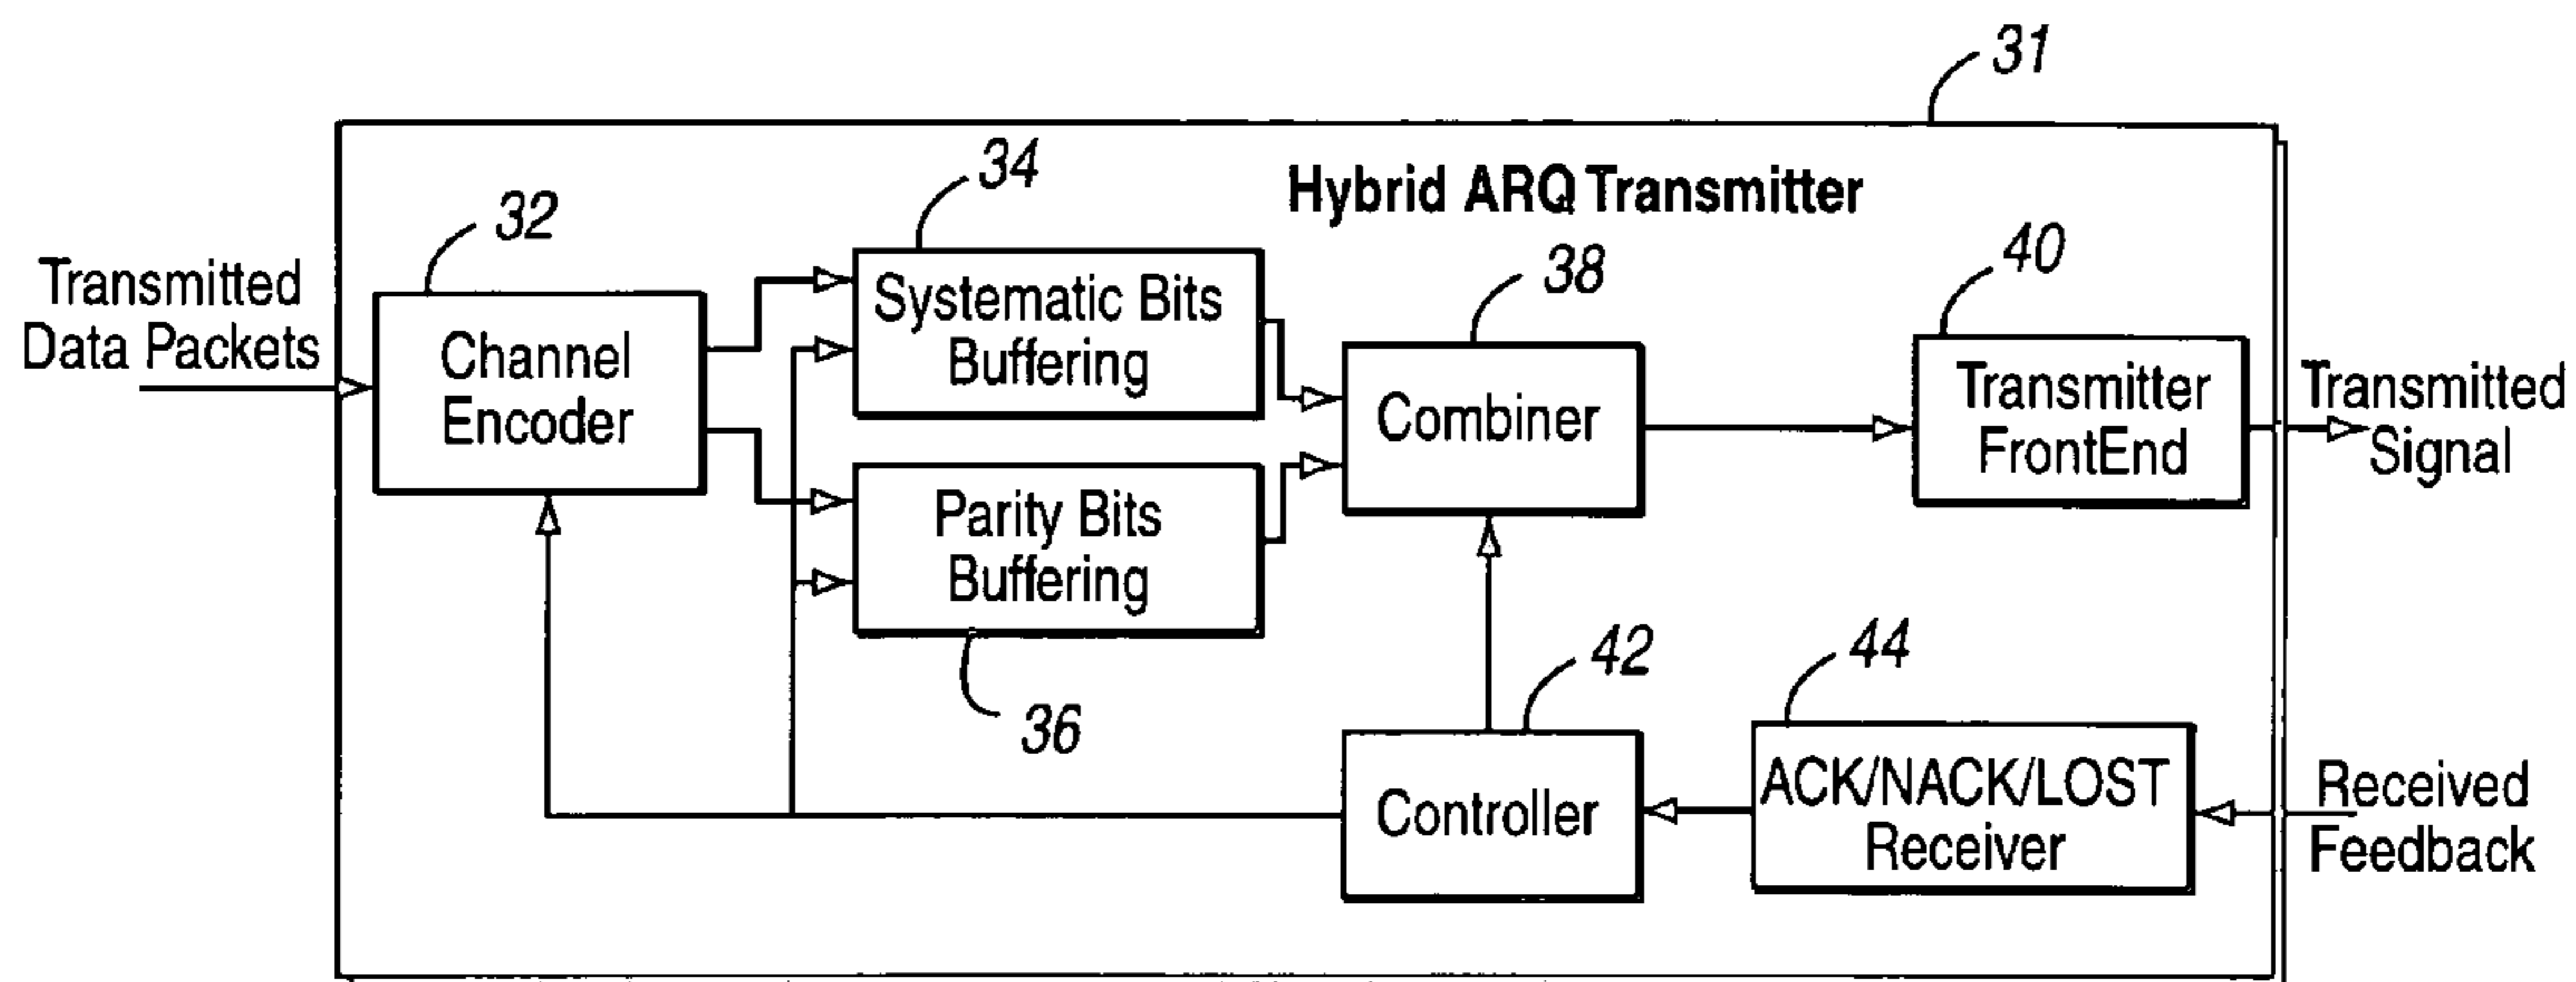 31
Hybrid ARQ Transmitter
34
32
38
40
Transmitted
Data Packets
Channel
Encoder
Systematic Bits
Buffering
Combiner
Transmitter
FrontEnd
Transmitted
Signal
Parity Bits
Buffering
36
42
44
Controller
ACK/NACK/LOST
Receiver
Received
Feedback